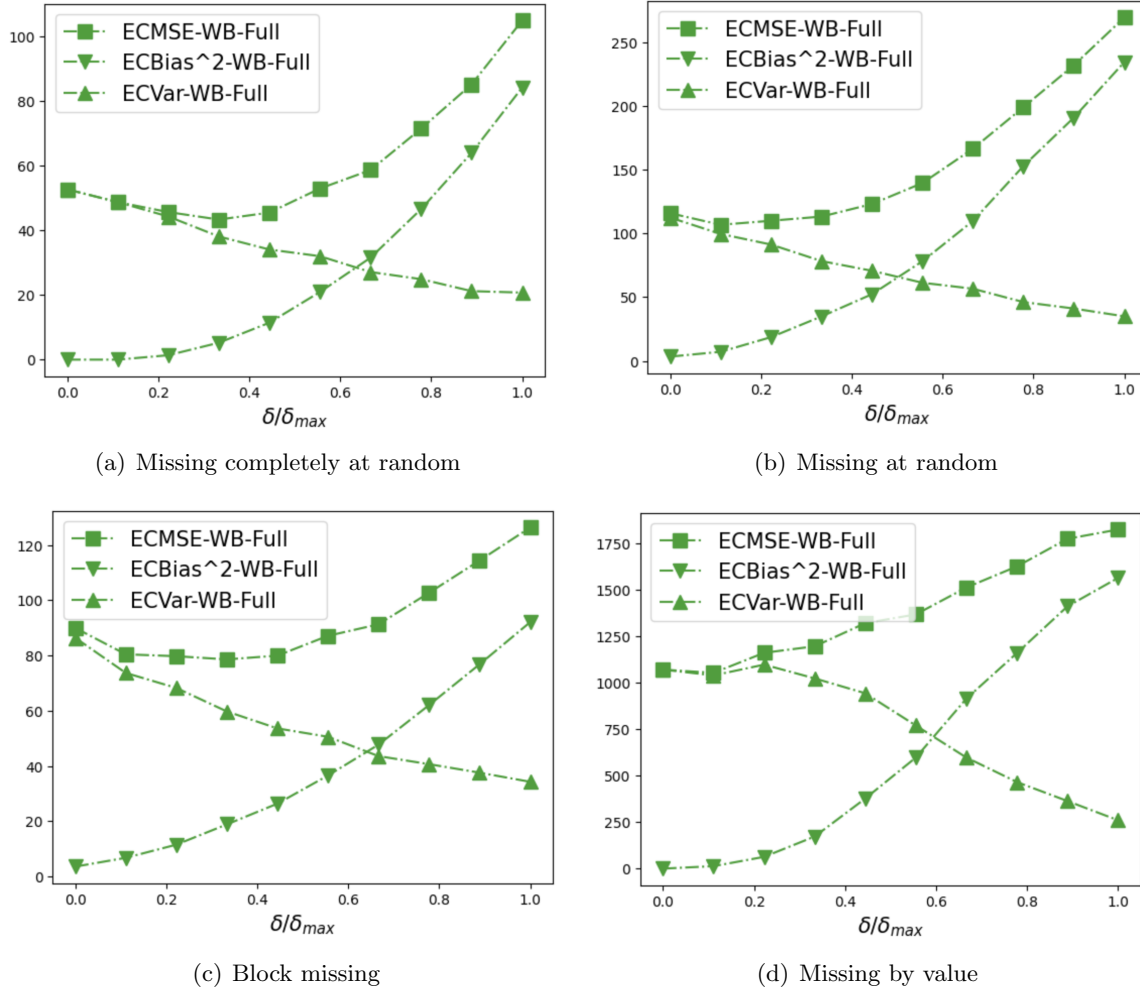 ECMSE-WB-Full
ECBias^2-WB-Full
ECVar-WB-Full
100
80
60
40
20
0
0.0 0.2 0.4 0.6 0.8 1.0
δ/δmax
(a) Missing completely at random
ECMSE-WB-Full
ECBias^2-WB-Full
ECVar-WB-Full
250
200
150
100
50
0
0.0 0.2 0.4 0.6 0.8 1.0
δ/δmax
(b) Missing at random
ECMSE-WB-Full
ECBias^2-WB-Full
ECVar-WB-Full
120
100
80
60
40
20
0
0.0 0.2 0.4 0.6 0.8 1.0
δ/δmax
(c) Block missing
ECMSE-WB-Full
ECBias^2-WB-Full
ECVar-WB-Full
1750
1500
1250
1000
750
500
250
0
0.0 0.2 0.4 0.6 0.8 1.0
δ/δmax
(d) Missing by value